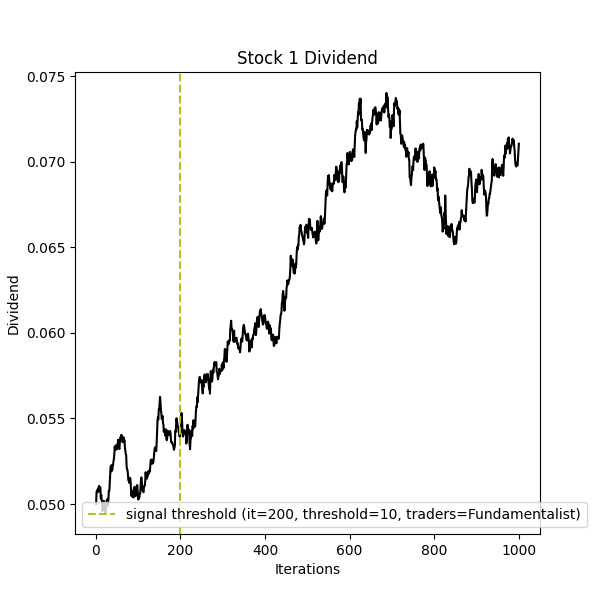 Stock 1 Dividend
0.075
0.070
0.065
0.060
0.055
0.050
Dividend
signal threshold (it=200, threshold=10, traders=Fundamentalist)
0 200 400 600 800 1000
Iterations